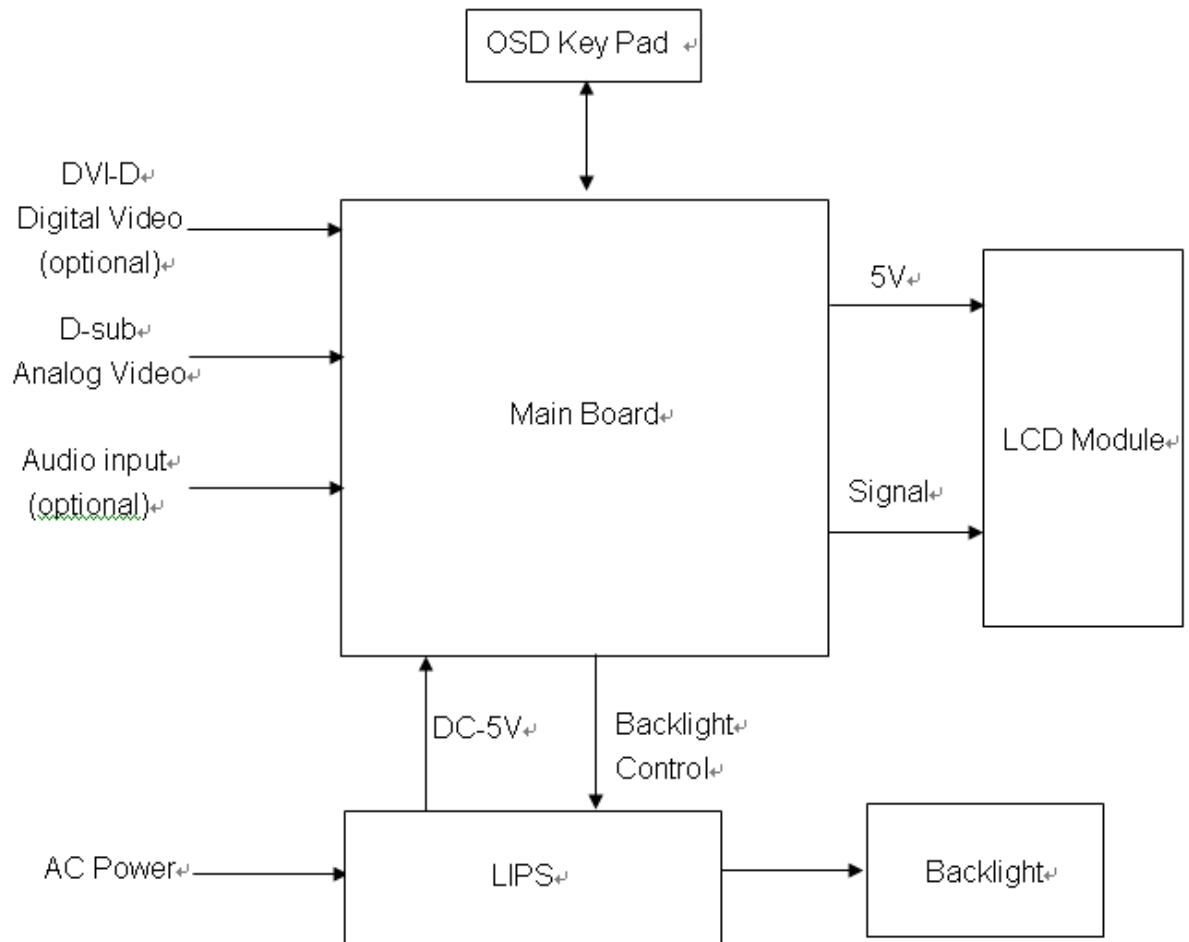 OSD Key Pad
DVI-D
Digital Video
(optional)
5V
D-sub
Analog Video
Main Board
LCD Module
Audio input
(optional)
Signal
DC-5V
Backlight
Control
AC Power
LIPS
Backlight